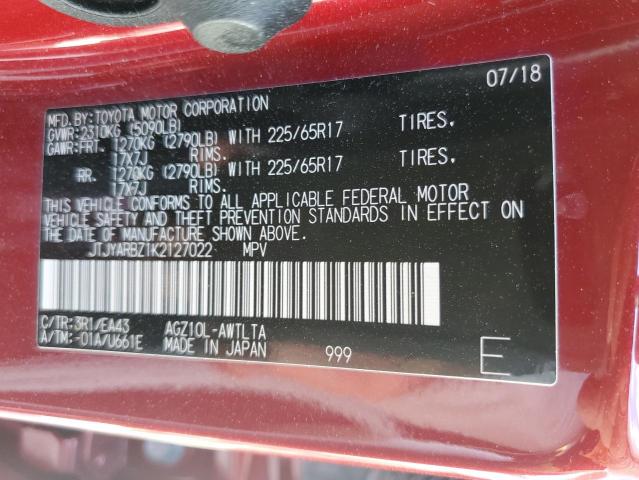 07/18
MFD.BY:TOYOTA MOTOR CORPORATION
GVWR:2310KG (5090LB)
GAWR:FRT. 1270KG (2790LB) WITH 225/65R17 TIRES.
17X7J RIMS.
RR. 1270KG (2790LB) WITH 225/65R17 TIRES.
17X7J RIMS.
THIS VEHICLE CONFORMS TO ALL APPLICABLE FEDERAL MOTOR
VEHICLE SAFETY AND THEFT PREVENTION STANDARDS IN EFFECT ON
THE DATE OF MANUFACTURE SHOWN ABOVE.
JTJYARBZ1K2127022 MPV
C/TR:3R1/EA43 AGZ10L-AWTLTA
A/TM:-01A/U661E MADE IN JAPAN 999 E